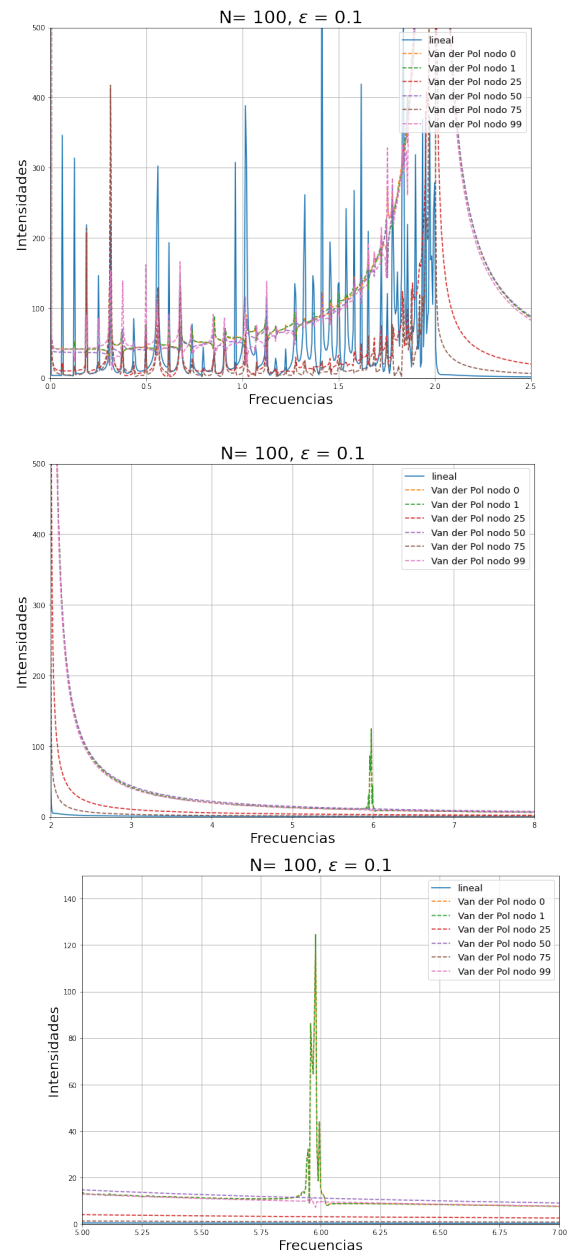 N= 100, ε = 0.1
500
400
300
200
100
0
Intensidades
lineal
Van der Pol nodo 0
Van der Pol nodo 1
Van der Pol nodo 25
Van der Pol nodo 50
Van der Pol nodo 75
Van der Pol nodo 99
0.0 0.5 1.0 1.5 2.0 2.5
Frecuencias
N= 100, ε = 0.1
500
400
300
200
100
0
Intensidades
lineal
Van der Pol nodo 0
Van der Pol nodo 1
Van der Pol nodo 25
Van der Pol nodo 50
Van der Pol nodo 75
Van der Pol nodo 99
2 3 4 5 6 7 8
Frecuencias
N= 100, ε = 0.1
140
120
100
80
60
40
20
0
Intensidades
lineal
Van der Pol nodo 0
Van der Pol nodo 1
Van der Pol nodo 25
Van der Pol nodo 50
Van der Pol nodo 75
Van der Pol nodo 99
5.00 5.25 5.50 5.75 6.00 6.25 6.50 6.75 7.00
Frecuencias